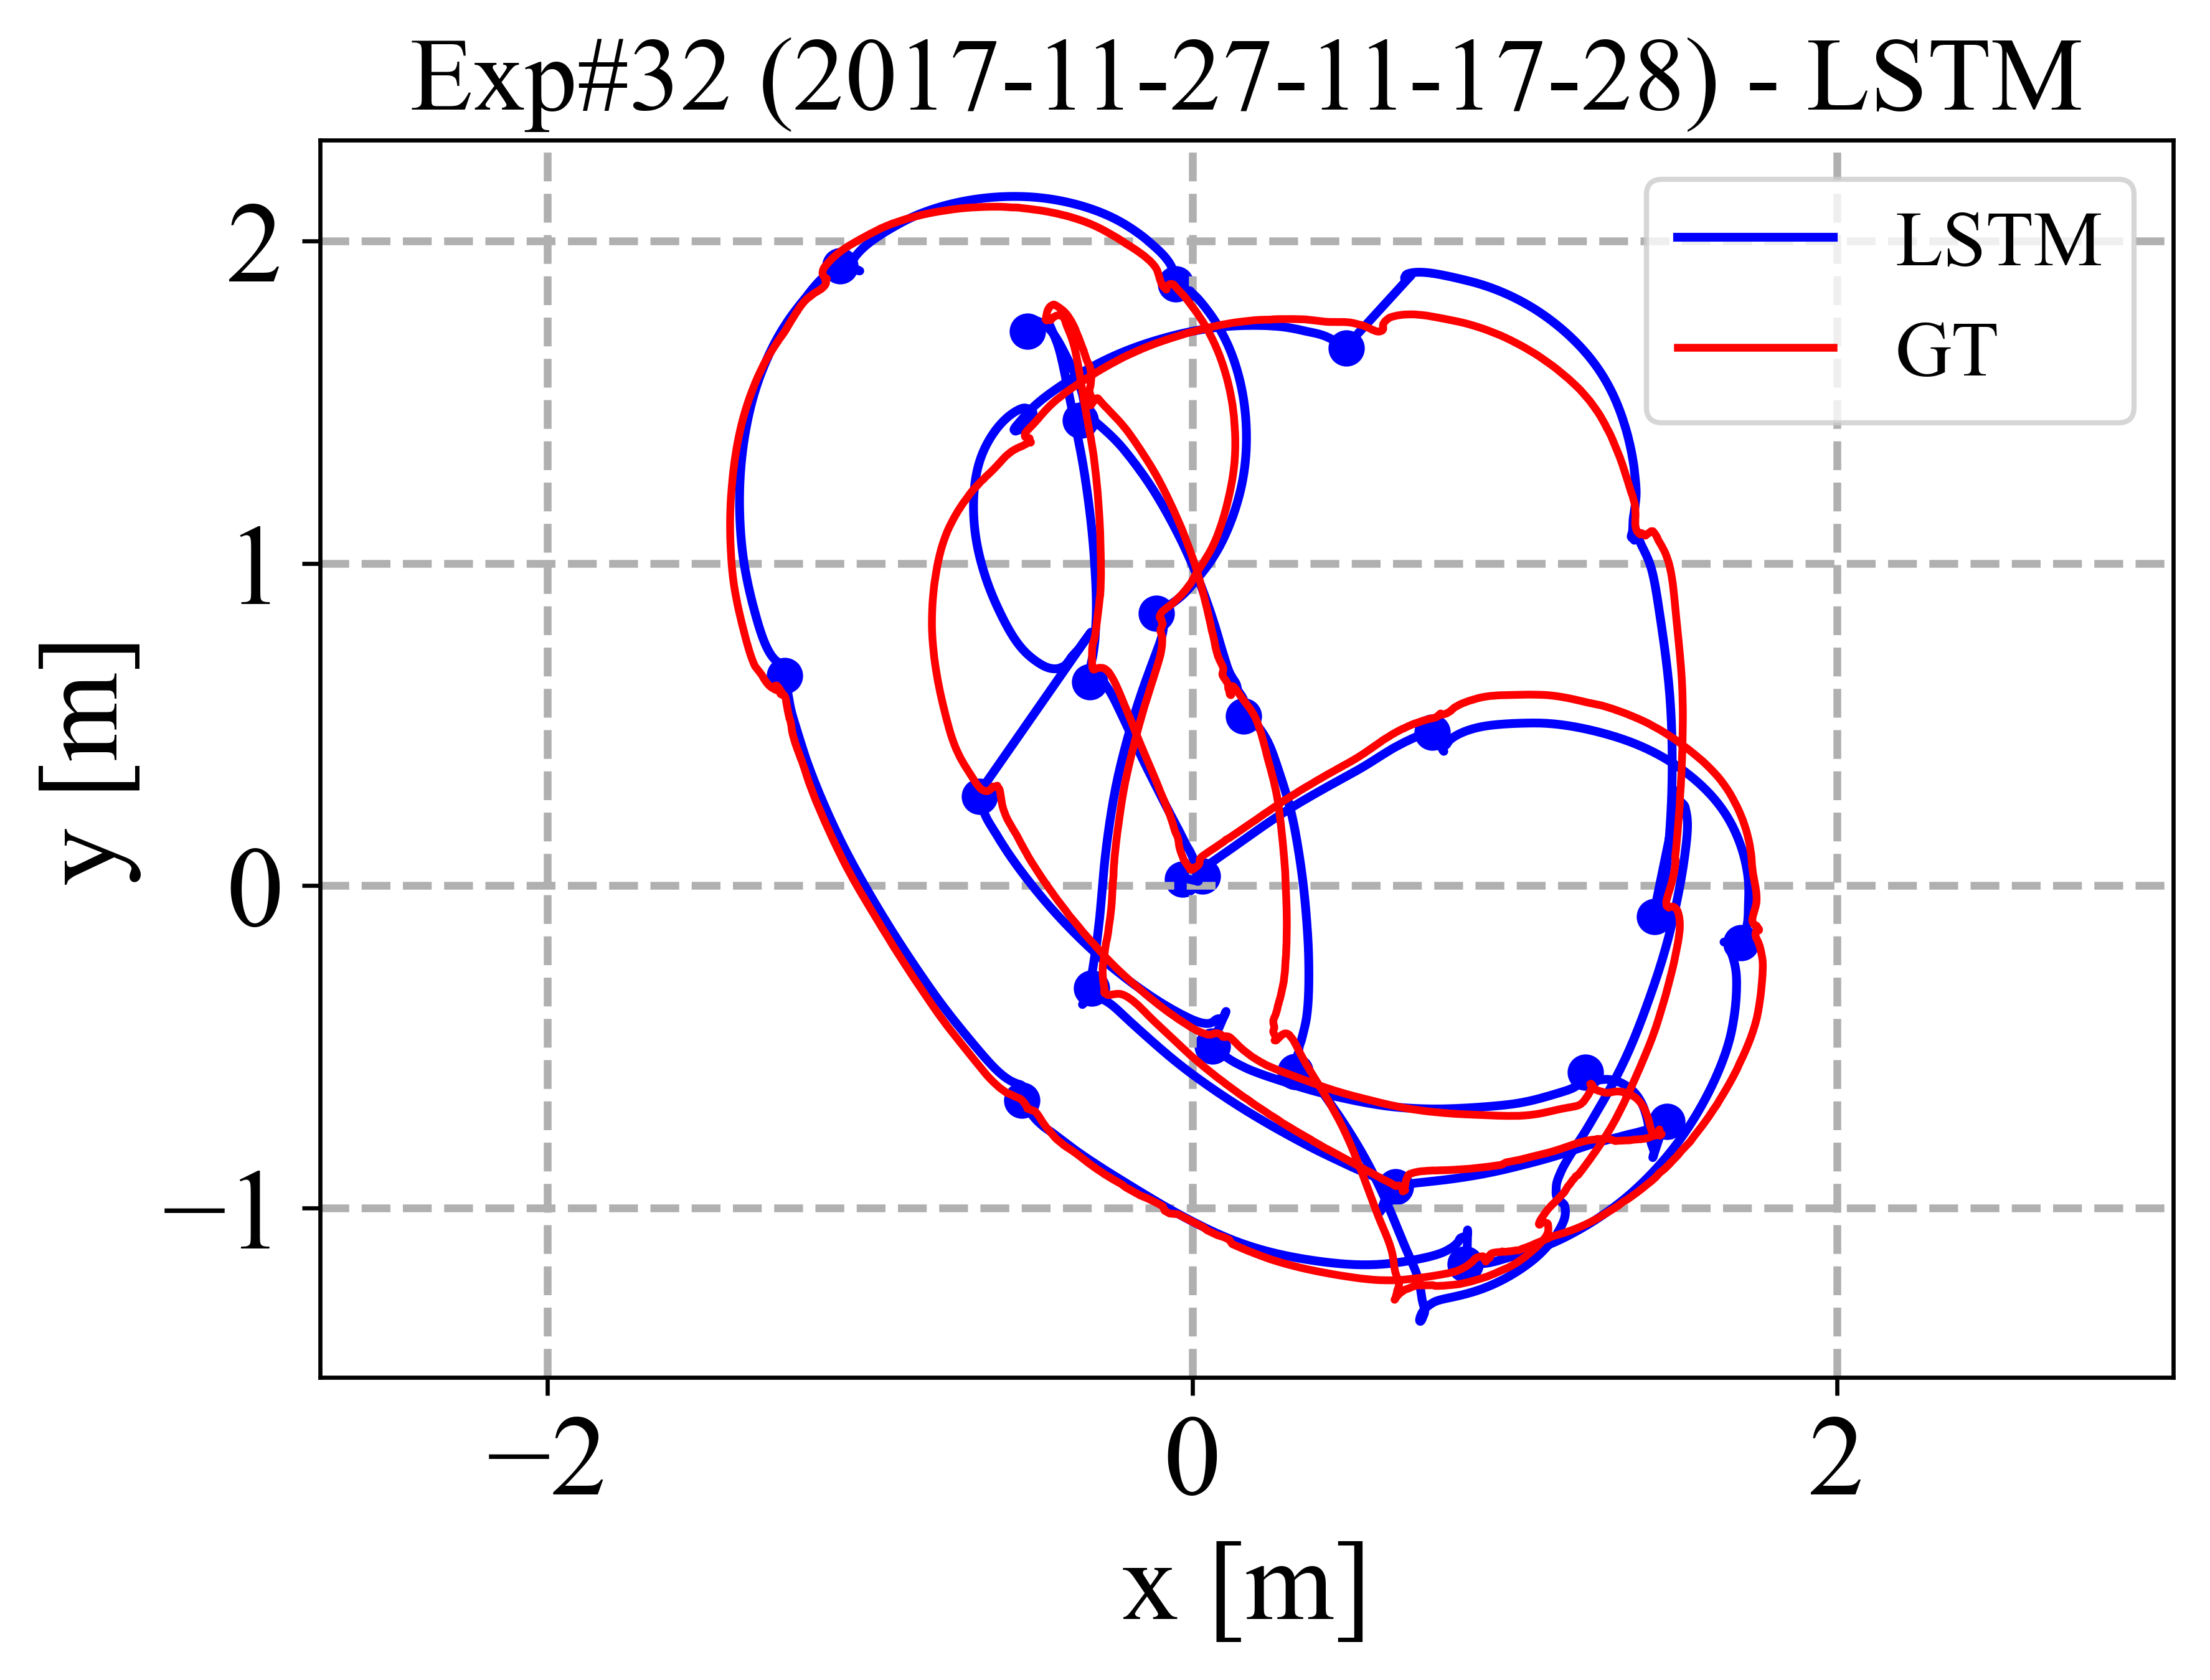 Exp#32 (2017-11-27-11-17-28) - LSTM
LSTM
GT
2
1
0
−1
y [m]
−2
0
2
x [m]